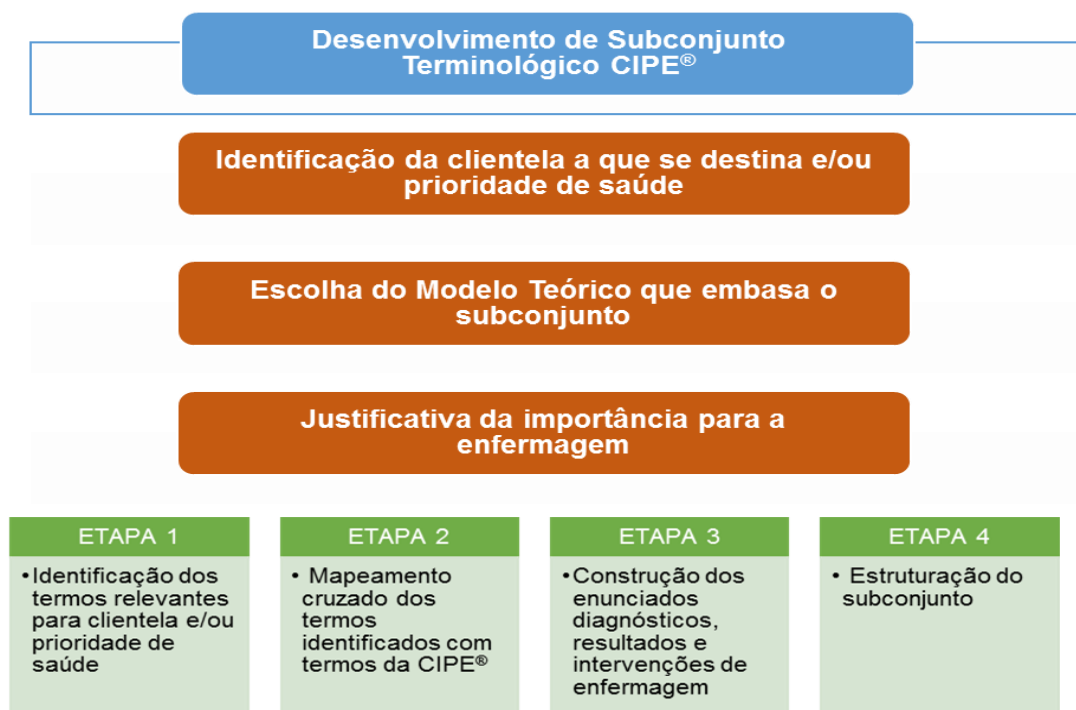 Desenvolvimento de Subconjunto
Terminológico CIPE®
Identificação da clientela a que se destina e/ou
prioridade de saúde
Escolha do Modelo Teórico que embasa o
subconjunto
Justificativa da importância para a
enfermagem
ETAPA 1
•Identificação dos
termos relevantes
para clientela e/ou
prioridade de
saúde
ETAPA 2
• Mapeamento
cruzado dos
termos
identificados com
termos da CIPE®
ETAPA 3
•Construção dos
enunciados
diagnósticos,
resultados e
intervenções de
enfermagem
ETAPA 4
• Estruturação do
subconjunto